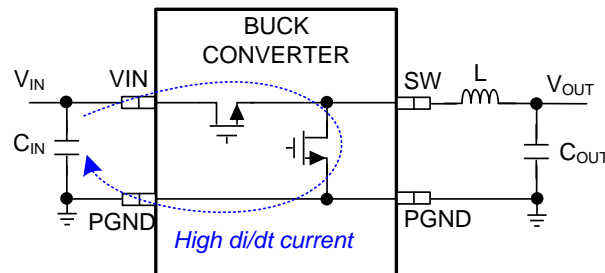 BUCK
CONVERTER
VIN
VIN
SW
L
VOUT
CIN
COUT
PGND
PGND
High di/dt current